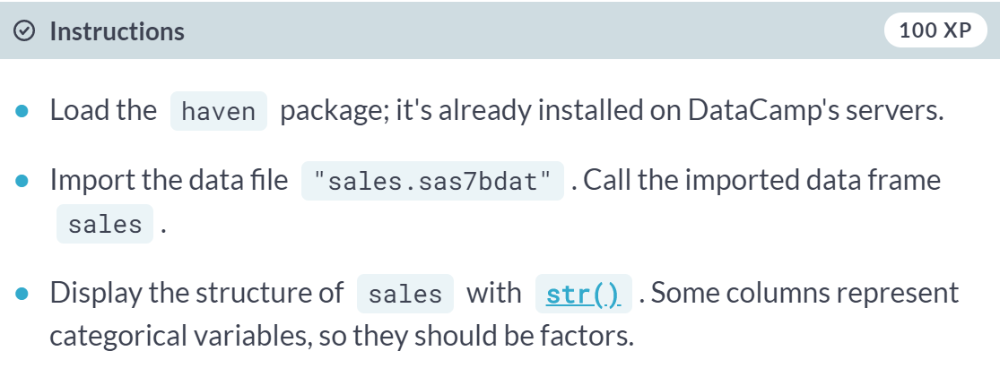 Instructions 100 XP
Load the haven package; it's already installed on DataCamp's servers.
Import the data file "sales.sas7bdat" . Call the imported data frame
sales .
Display the structure of sales with str() . Some columns represent
categorical variables, so they should be factors.